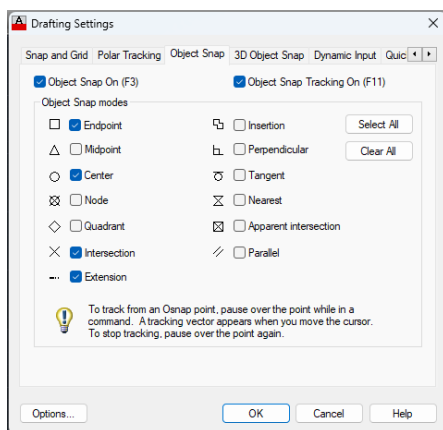 Drafting Settings
Snap and Grid Polar Tracking Object Snap 3D Object Snap Dynamic Input Quic
Object Snap On (F3) Object Snap Tracking On (F11)
Object Snap modes
Endpoint Insertion Select All
Midpoint Perpendicular Clear All
Center Tangent
Node Nearest
Quadrant Apparent intersection
Intersection Parallel
Extension
To track from an Osnap point, pause over the point while in a
command. A tracking vector appears when you move the cursor.
To stop tracking, pause over the point again.
Options... OK Cancel Help